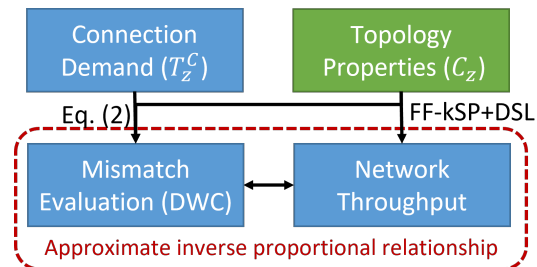 Connection
Demand ($T_z^C$)
Topology
Properties ($C_z$)
Eq. (2)
FF-kSP+DSL
Mismatch
Evaluation (DWC)
Network
Throughput
Approximate inverse proportional relationship